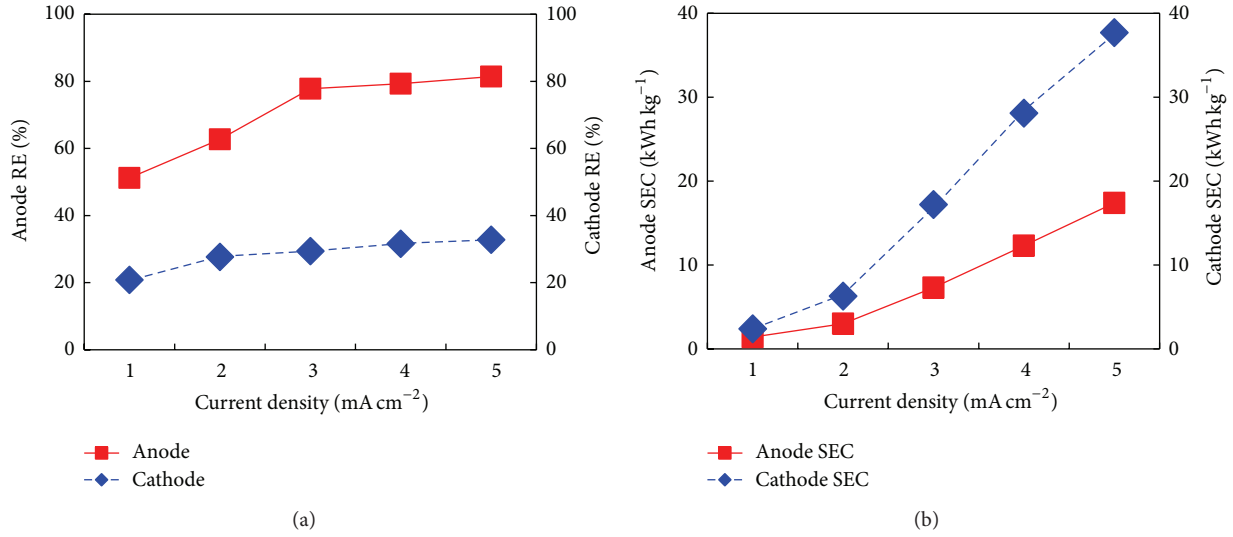 100
80
60
40
20
0
100
80
60
40
20
0
Anode RE (%)
Cathode RE (%)
1 2 3 4 5
Current density (mA cm⁻²)
Anode
Cathode
(a)
40
30
20
10
0
40
30
20
10
0
Anode SEC (kWh kg⁻¹)
Cathode SEC (kWh kg⁻¹)
1 2 3 4 5
Current density (mA cm⁻²)
Anode SEC
Cathode SEC
(b)